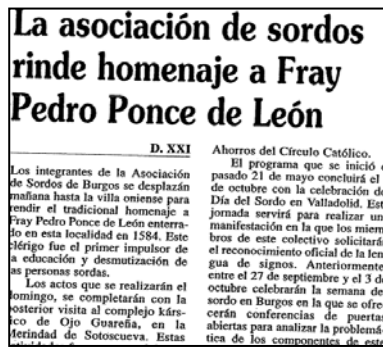 La asociación de sordos
rinde homenaje a Fray
Pedro Ponce de León
D. XXI
Los integrantes de la Asociación
de Sordos de Burgos se desplazán
mañana hasta la villa oniense para
rendir el tradicional homenaje a
Fray Pedro Ponce de León enterra-
do en esta localidad en 1584. Este
clérigo fue el primer impulsor de
la educación y desmutización de
las personas sordas.
Los actos que se realizarán el
domingo, se completarán con la
posterior visita al complejo kárs-
tico de Ojo Guareña, en la
Merindad de Sotoscueva. Estas
Ahorros del Círculo Católico.
El programa que se inició e
pasado 21 de mayo concluirá el
de octubre con la celebración de
Día del Sordo en Valladolid. Est
jornada servirá para realizar un
manifestación en la que los miem
bros de este colectivo solicitará
el reconocimiento oficial de la len
gua de signos. Anteriormente
entre el 27 de septiembre y el 3 d
octubre celebrarán la semana de
sordo en Burgos en la que se ofre
cerán conferencias de puerta
abiertas para analizar la problemá
tica de los componentes de este